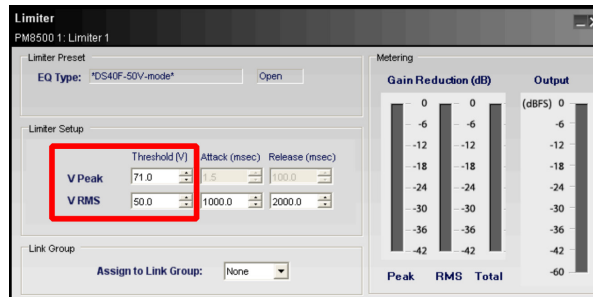 Limiter
PM8500 1: Limiter 1
Limiter Preset
EQ Type: *DS40F-50V-mode* Open
Limiter Setup
Threshold (V) Attack (msec) Release (msec)
V Peak 71.0 1.5 100.0
V RMS 50.0 1000.0 2000.0
Link Group
Assign to Link Group: None
Metering
Gain Reduction (dB) Output
0 0 (dBFS) 0
-6 -6 -6
-12 -12 -12
-18 -18 -18
-24 -24 -24
-30 -30 -30
-36 -36 -36
-42 -42 -42
-60
Peak RMS Total